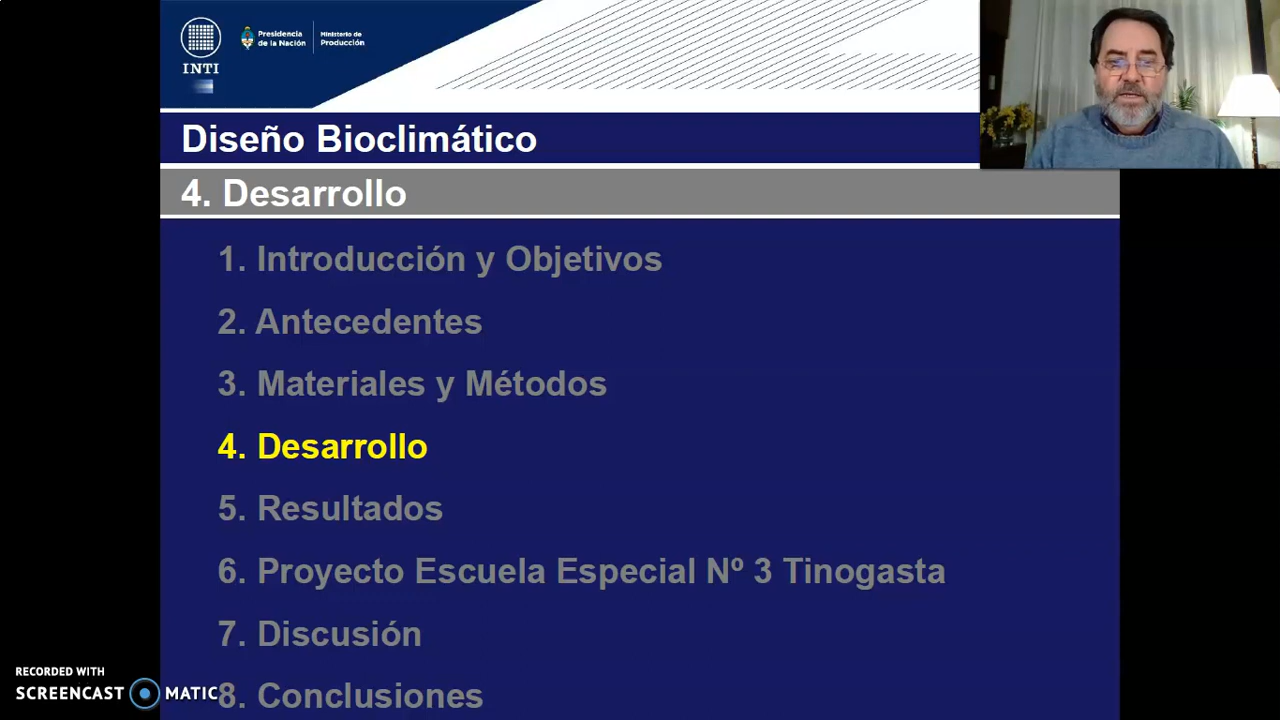 INTI
Presidencia
de la Nación
Ministerio de
Producción
Diseño Bioclimático
4. Desarrollo
1. Introducción y Objetivos
2. Antecedentes
3. Materiales y Métodos
4. Desarrollo
5. Resultados
6. Proyecto Escuela Especial Nº 3 Tinogasta
7. Discusión
8. Conclusiones
RECORDED WITH
SCREENCAST MATIC